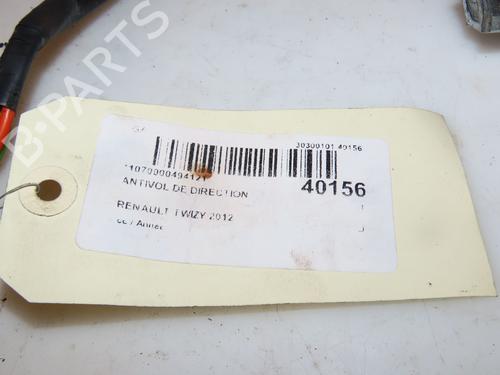 30300101 40156
ANTIVOL DE DIRECTION
40156
RENAULT TWIZY 2012
B-PARTS